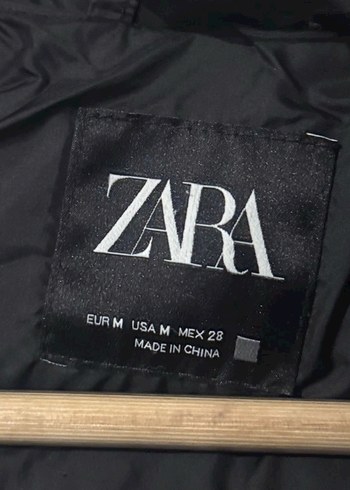 ZARA
EUR M USA M MEX 28
MADE IN CHINA